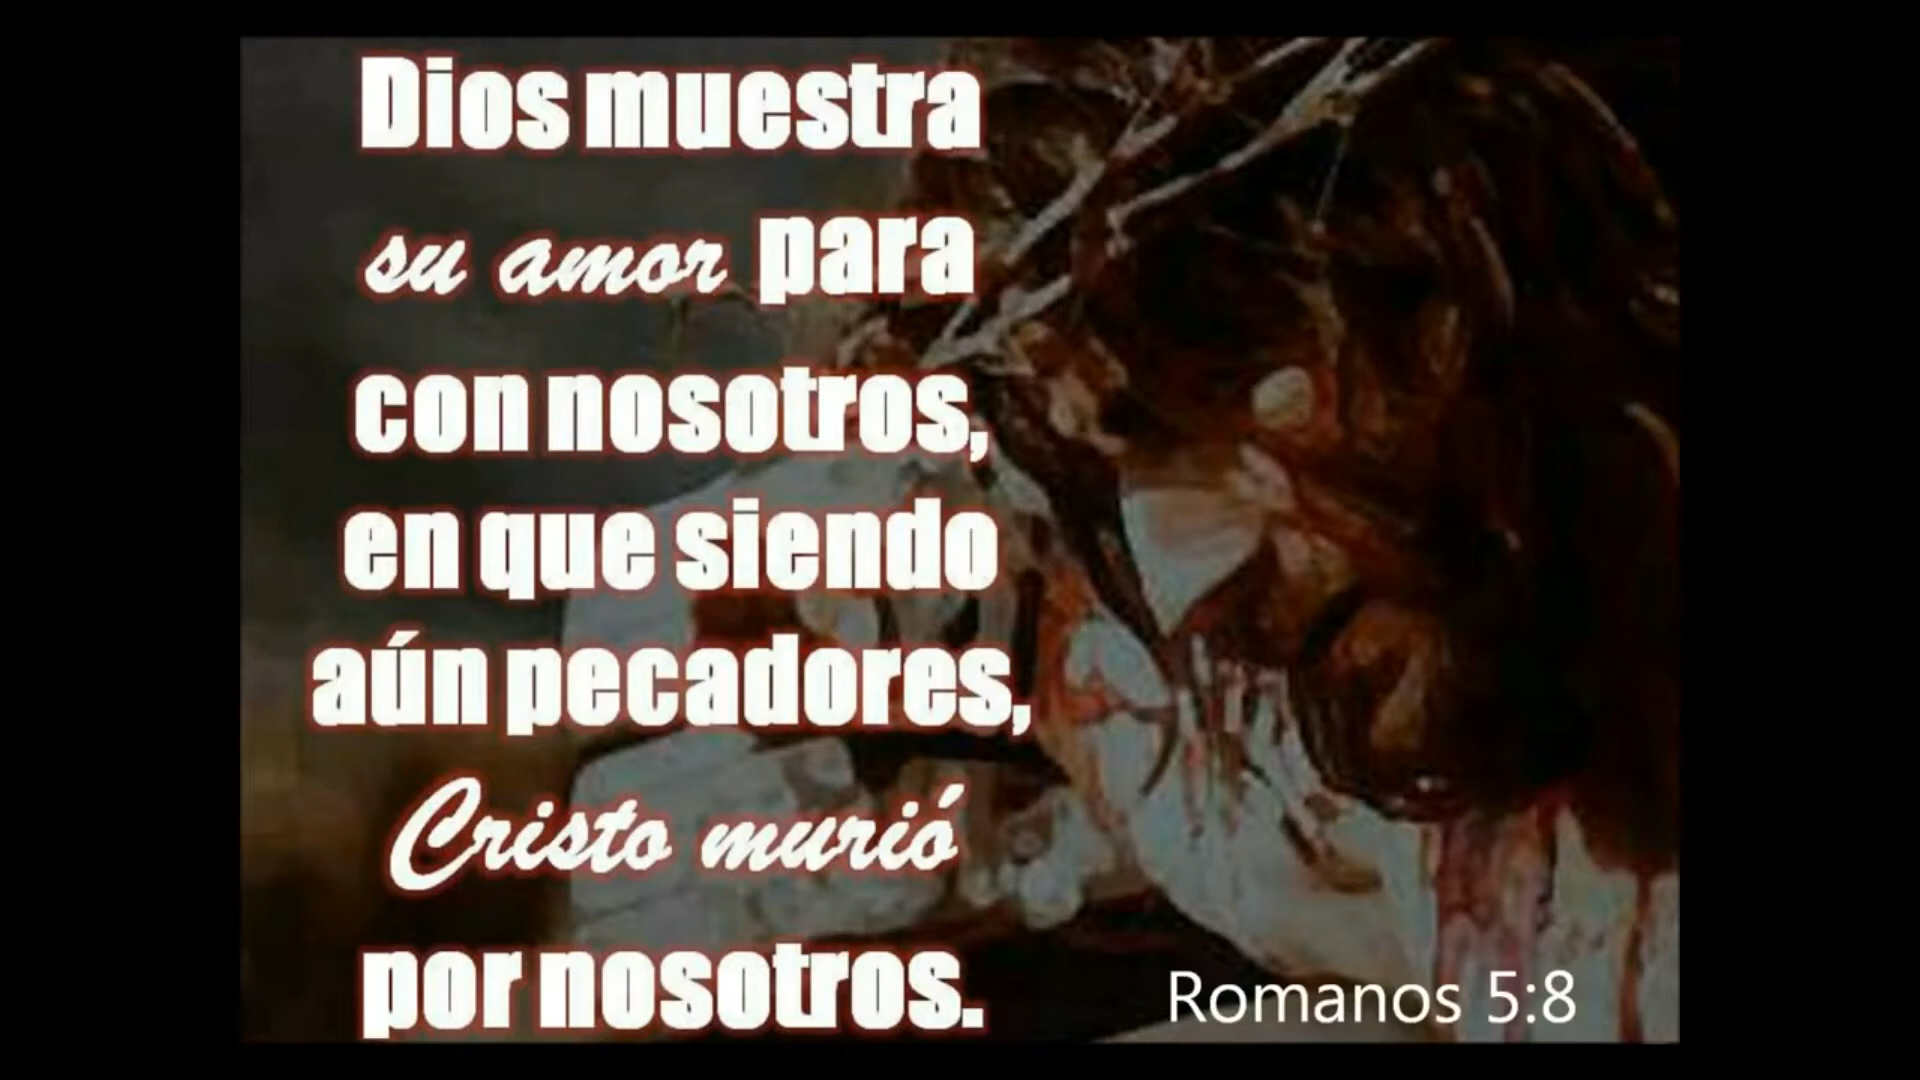 Dios muestra
su amor para
con nosotros,
en que siendo
aún pecadores,
Cristo murió
por nosotros.
Romanos 5:8